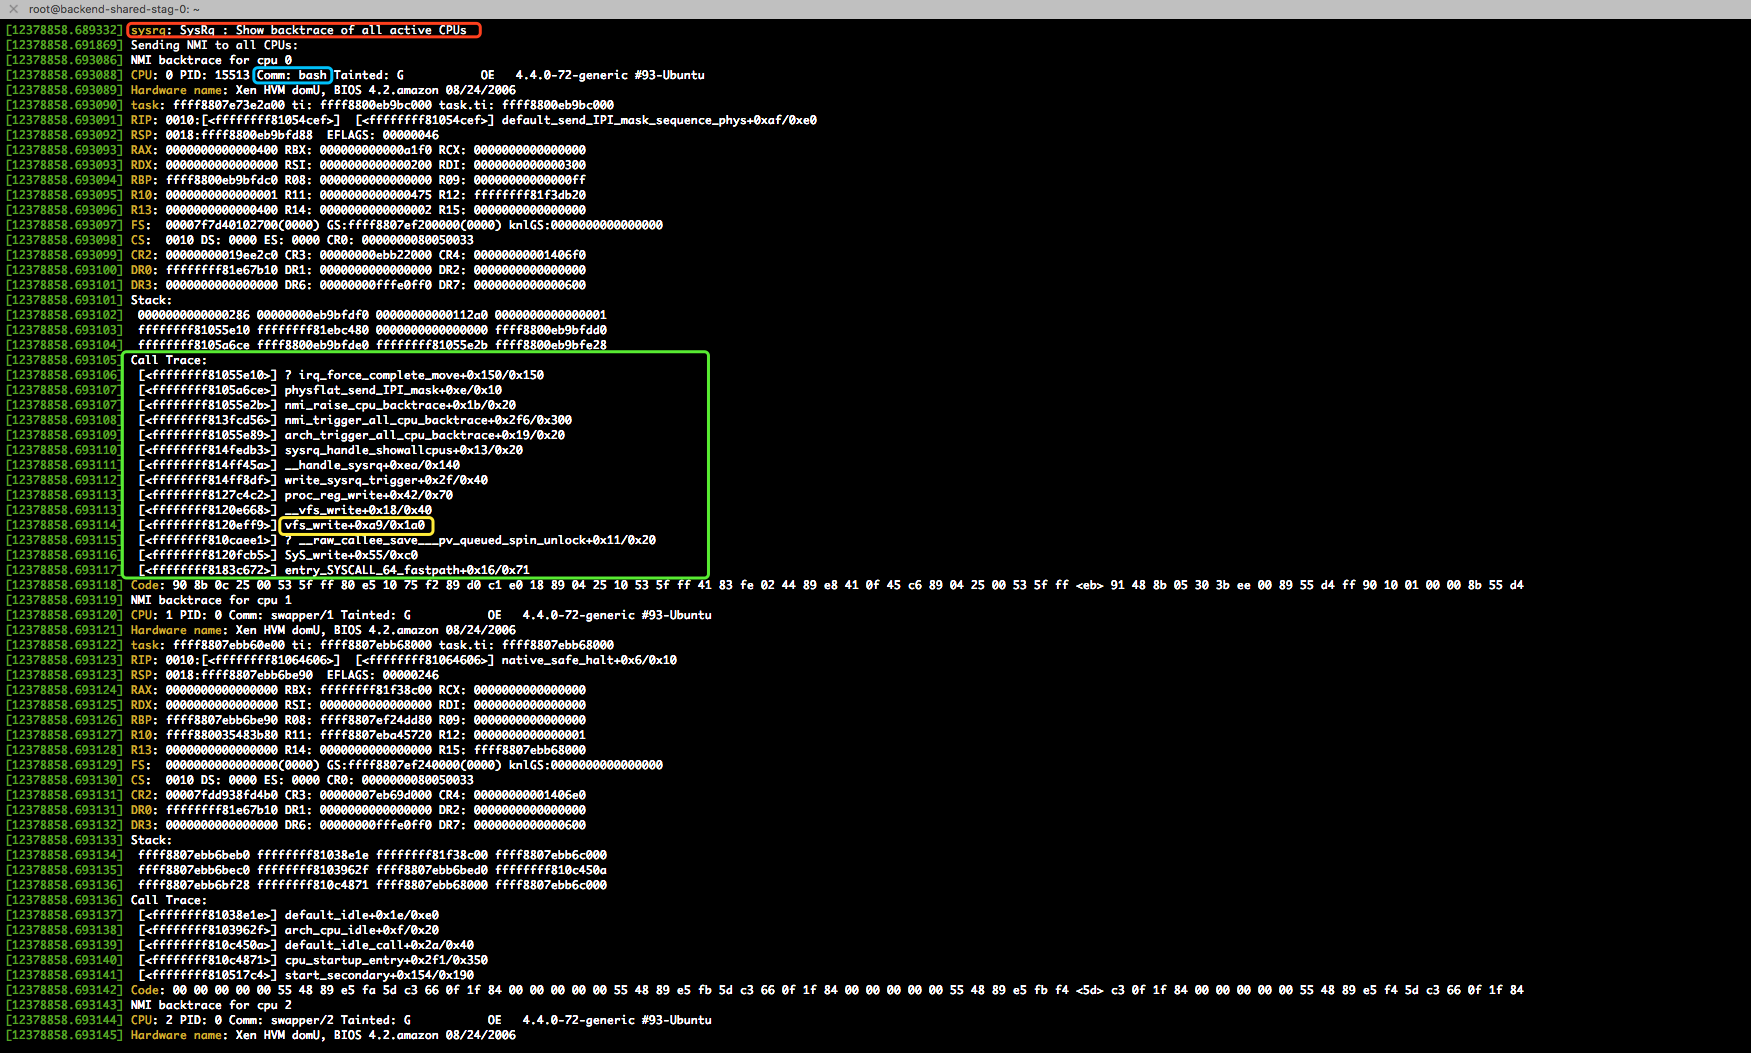 root@backend-shared-stag-0: ~
[12378858.689332] sysrq: SysRq : Show backtrace of all active CPUs
[12378858.691869] Sending NMI to all CPUs:
[12378858.693086] NMI backtrace for cpu 0
[12378858.693088] CPU: 0 PID: 15513 Comm: bash Tainted: G           OE   4.4.0-72-generic #93-Ubuntu
[12378858.693089] Hardware name: Xen HVM domU, BIOS 4.2.amazon 08/24/2006
[12378858.693090] task: ffff8807e73e2a00 ti: ffff8800eb9bc000 task.ti: ffff8800eb9bc000
[12378858.693091] RIP: 0010:[<ffffffff81054cef>]  [<ffffffff81054cef>] default_send_IPI_mask_sequence_phys+0xaf/0xe0
[12378858.693092] RSP: 0018:ffff8800eb9bfd88  EFLAGS: 00000046
[12378858.693093] RAX: 0000000000000400 RBX: 000000000000a1f0 RCX: 0000000000000000
[12378858.693093] RDX: 0000000000000000 RSI: 0000000000000200 RDI: 0000000000000300
[12378858.693094] RBP: ffff8800eb9bfdc0 R08: 0000000000000000 R09: 00000000000000ff
[12378858.693095] R10: 0000000000000001 R11: 0000000000000475 R12: ffffffff81f3db20
[12378858.693096] R13: 0000000000000400 R14: 0000000000000002 R15: 0000000000000000
[12378858.693097] FS:  00007f7d40102700(0000) GS:ffff8807ef200000(0000) knlGS:0000000000000000
[12378858.693098] CS:  0010 DS: 0000 ES: 0000 CR0: 0000000080050033
[12378858.693099] CR2: 00000000019ee2c0 CR3: 00000000ebb22000 CR4: 00000000001406f0
[12378858.693100] DR0: ffffffff81e67b10 DR1: 0000000000000000 DR2: 0000000000000000
[12378858.693101] DR3: 0000000000000000 DR6: 00000000fffe0ff0 DR7: 0000000000000600
[12378858.693101] Stack:
[12378858.693102]  0000000000000286 00000000eb9bfdf0 00000000000112a0 0000000000000001
[12378858.693103]  ffffffff81055e10 ffffffff81ebc480 0000000000000000 ffff8800eb9bfdd0
[12378858.693104]  ffffffff8105a6ce ffff8800eb9bfde0 ffffffff81055e2b ffff8800eb9bfe28
[12378858.693105] Call Trace:
[12378858.693106]  [<ffffffff81055e10>] ? irq_force_complete_move+0x150/0x150
[12378858.693107]  [<ffffffff8105a6ce>] physflat_send_IPI_mask+0xe/0x10
[12378858.693107]  [<ffffffff81055e2b>] nmi_raise_cpu_backtrace+0x1b/0x20
[12378858.693108]  [<ffffffff813fcd56>] nmi_trigger_all_cpu_backtrace+0x2f6/0x300
[12378858.693109]  [<ffffffff81055e89>] arch_trigger_all_cpu_backtrace+0x19/0x20
[12378858.693110]  [<ffffffff814fedb3>] sysrq_handle_showallcpus+0x13/0x20
[12378858.693111]  [<ffffffff814ff45a>] __handle_sysrq+0xea/0x140
[12378858.693112]  [<ffffffff814ff8df>] write_sysrq_trigger+0x2f/0x40
[12378858.693113]  [<ffffffff8127c4c2>] proc_reg_write+0x42/0x70
[12378858.693113]  [<ffffffff8120e668>] __vfs_write+0x18/0x40
[12378858.693114]  [<ffffffff8120eff9>] vfs_write+0xa9/0x1a0
[12378858.693115]  [<ffffffff810caee1>] ? __raw_callee_save___pv_queued_spin_unlock+0x11/0x20
[12378858.693116]  [<ffffffff8120fcb5>] SyS_write+0x55/0xc0
[12378858.693117]  [<ffffffff8183c672>] entry_SYSCALL_64_fastpath+0x16/0x71
[12378858.693118] Code: 90 8b 0c 25 00 53 5f ff 80 e5 10 75 f2 89 d0 c1 e0 18 89 04 25 10 53 5f ff 41 83 fe 02 44 89 e8 41 0f 45 c6 89 04 25 00 53 5f ff <eb> 91 48 8b 05 30 3b ee 00 89 55 d4 ff 90 10 01 00 00 8b 55 d4
[12378858.693119] NMI backtrace for cpu 1
[12378858.693120] CPU: 1 PID: 0 Comm: swapper/1 Tainted: G           OE   4.4.0-72-generic #93-Ubuntu
[12378858.693121] Hardware name: Xen HVM domU, BIOS 4.2.amazon 08/24/2006
[12378858.693122] task: ffff8807ebb60e00 ti: ffff8807ebb68000 task.ti: ffff8807ebb68000
[12378858.693123] RIP: 0010:[<ffffffff81064606>]  [<ffffffff81064606>] native_safe_halt+0x6/0x10
[12378858.693123] RSP: 0018:ffff8807ebb6be90  EFLAGS: 00000246
[12378858.693124] RAX: 0000000000000000 RBX: ffffffff81f38c00 RCX: 0000000000000000
[12378858.693125] RDX: 0000000000000000 RSI: 0000000000000000 RDI: 0000000000000000
[12378858.693126] RBP: ffff8807ebb6be90 R08: ffff8807ef24dd80 R09: 0000000000000000
[12378858.693127] R10: ffff880035483b80 R11: ffff8807eba45720 R12: 0000000000000001
[12378858.693128] R13: 0000000000000000 R14: 0000000000000000 R15: ffff8807ebb68000
[12378858.693129] FS:  0000000000000000(0000) GS:ffff8807ef240000(0000) knlGS:0000000000000000
[12378858.693130] CS:  0010 DS: 0000 ES: 0000 CR0: 0000000080050033
[12378858.693131] CR2: 00007fdd938fd4b0 CR3: 00000007eb69d000 CR4: 00000000001406e0
[12378858.693131] DR0: ffffffff81e67b10 DR1: 0000000000000000 DR2: 0000000000000000
[12378858.693132] DR3: 0000000000000000 DR6: 00000000fffe0ff0 DR7: 0000000000000600
[12378858.693133] Stack:
[12378858.693134]  ffff8807ebb6beb0 ffffffff81038e1e ffffffff81f38c00 ffff8807ebb6c000
[12378858.693135]  ffff8807ebb6bec0 ffffffff8103962f ffff8807ebb6bed0 ffffffff810c450a
[12378858.693136]  ffff8807ebb6bf28 ffffffff810c4871 ffff8807ebb68000 ffff8807ebb6c000
[12378858.693136] Call Trace:
[12378858.693137]  [<ffffffff81038e1e>] default_idle+0x1e/0xe0
[12378858.693138]  [<ffffffff8103962f>] arch_cpu_idle+0xf/0x20
[12378858.693139]  [<ffffffff810c450a>] default_idle_call+0x2a/0x40
[12378858.693140]  [<ffffffff810c4871>] cpu_startup_entry+0x2f1/0x350
[12378858.693141]  [<ffffffff810517c4>] start_secondary+0x154/0x190
[12378858.693142] Code: 00 00 00 00 00 55 48 89 e5 fa 5d c3 66 0f 1f 84 00 00 00 00 00 55 48 89 e5 fb 5d c3 66 0f 1f 84 00 00 00 00 00 55 48 89 e5 fb f4 <5d> c3 0f 1f 84 00 00 00 00 00 55 48 89 e5 f4 5d c3 66 0f 1f 84
[12378858.693143] NMI backtrace for cpu 2
[12378858.693144] CPU: 2 PID: 0 Comm: swapper/2 Tainted: G           OE   4.4.0-72-generic #93-Ubuntu
[12378858.693145] Hardware name: Xen HVM domU, BIOS 4.2.amazon 08/24/2006